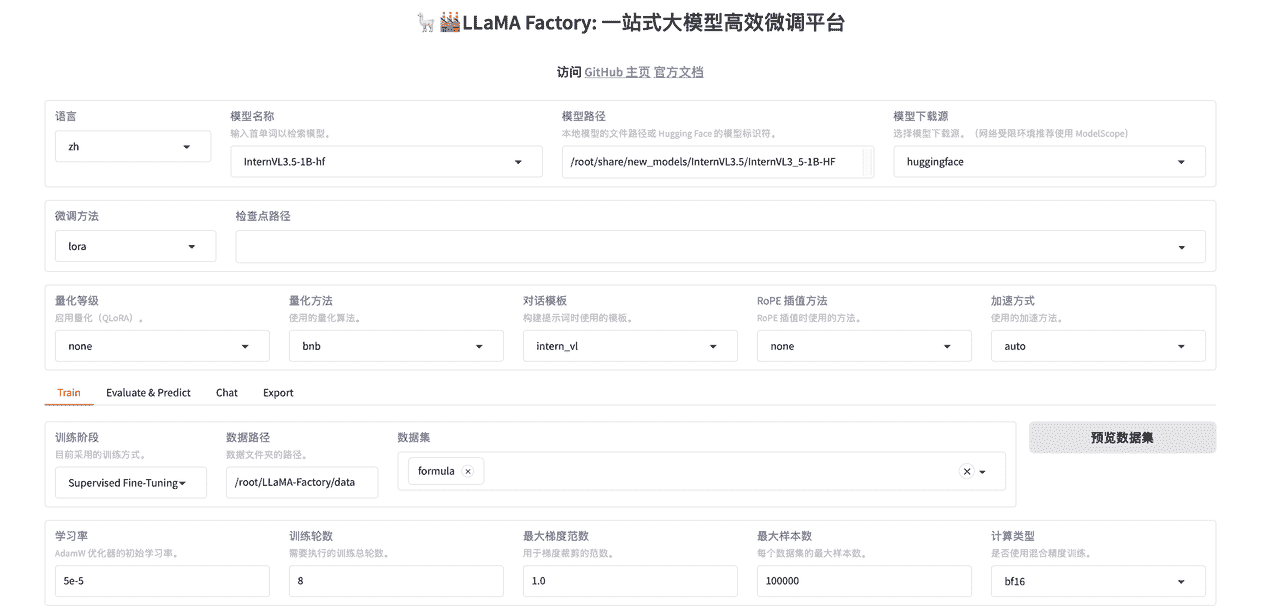 LLaMA Factory: 一站式大模型高效微调平台
访问 GitHub 主页 官方文档
语言
zh
模型名称
输入首单词以检索模型。
InternVL3.5-1B-hf
模型路径
本地模型的文件路径或 Hugging Face 的模型标识符。
/root/share/new_models/InternVL3.5/InternVL3_5-1B-HF
模型下载源
选择模型下载源。（网络受限环境推荐使用 ModelScope）
huggingface
微调方法
lora
检查点路径
量化等级
启用量化（QLoRA）。
none
量化方法
使用的量化算法。
bnb
对话模板
构建提示词时使用的模板。
intern_vl
RoPE 插值方法
RoPE 插值时使用的方法。
none
加速方式
使用的加速方法。
auto
Train Evaluate & Predict Chat Export
训练阶段
目前采用的训练方式。
Supervised Fine-Tuning
数据路径
数据文件夹的路径。
/root/LLaMA-Factory/data
数据集
formula ×
预览数据集
学习率
AdamW 优化器的初始学习率。
5e-5
训练轮数
需要执行的训练总轮数。
8
最大梯度范数
用于梯度裁剪的范数。
1.0
最大样本数
每个数据集的最大样本数。
100000
计算类型
是否使用混合精度训练。
bf16